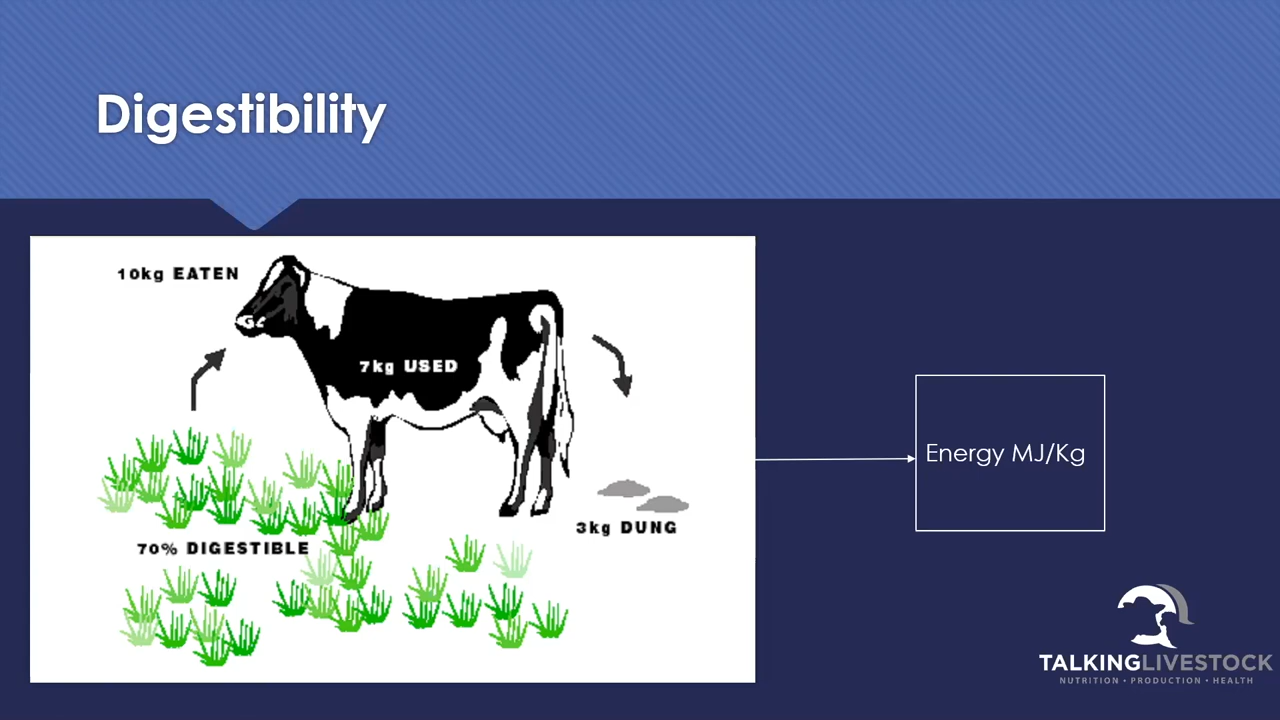 Digestibility
10kg EATEN
7kg USED
Energy MJ/Kg
3kg DUNG
70% DIGESTIBLE
TALKINGLIVESTOCK
NUTRITION • PRODUCTION • HEALTH